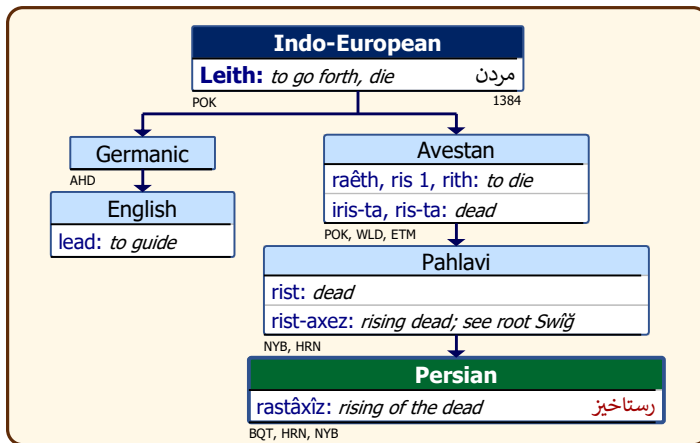 Indo-European
Leith: to go forth, die مردن
POK 1384
Germanic
AHD
English
lead: to guide
Avestan
raêth, ris 1, rith: to die
iris-ta, ris-ta: dead
POK, WLD, ETM
Pahlavi
rist: dead
rist-axez: rising dead; see root Swîğ
NYB, HRN
Persian
rastâxîz: rising of the dead رستاخیز
BQT, HRN, NYB